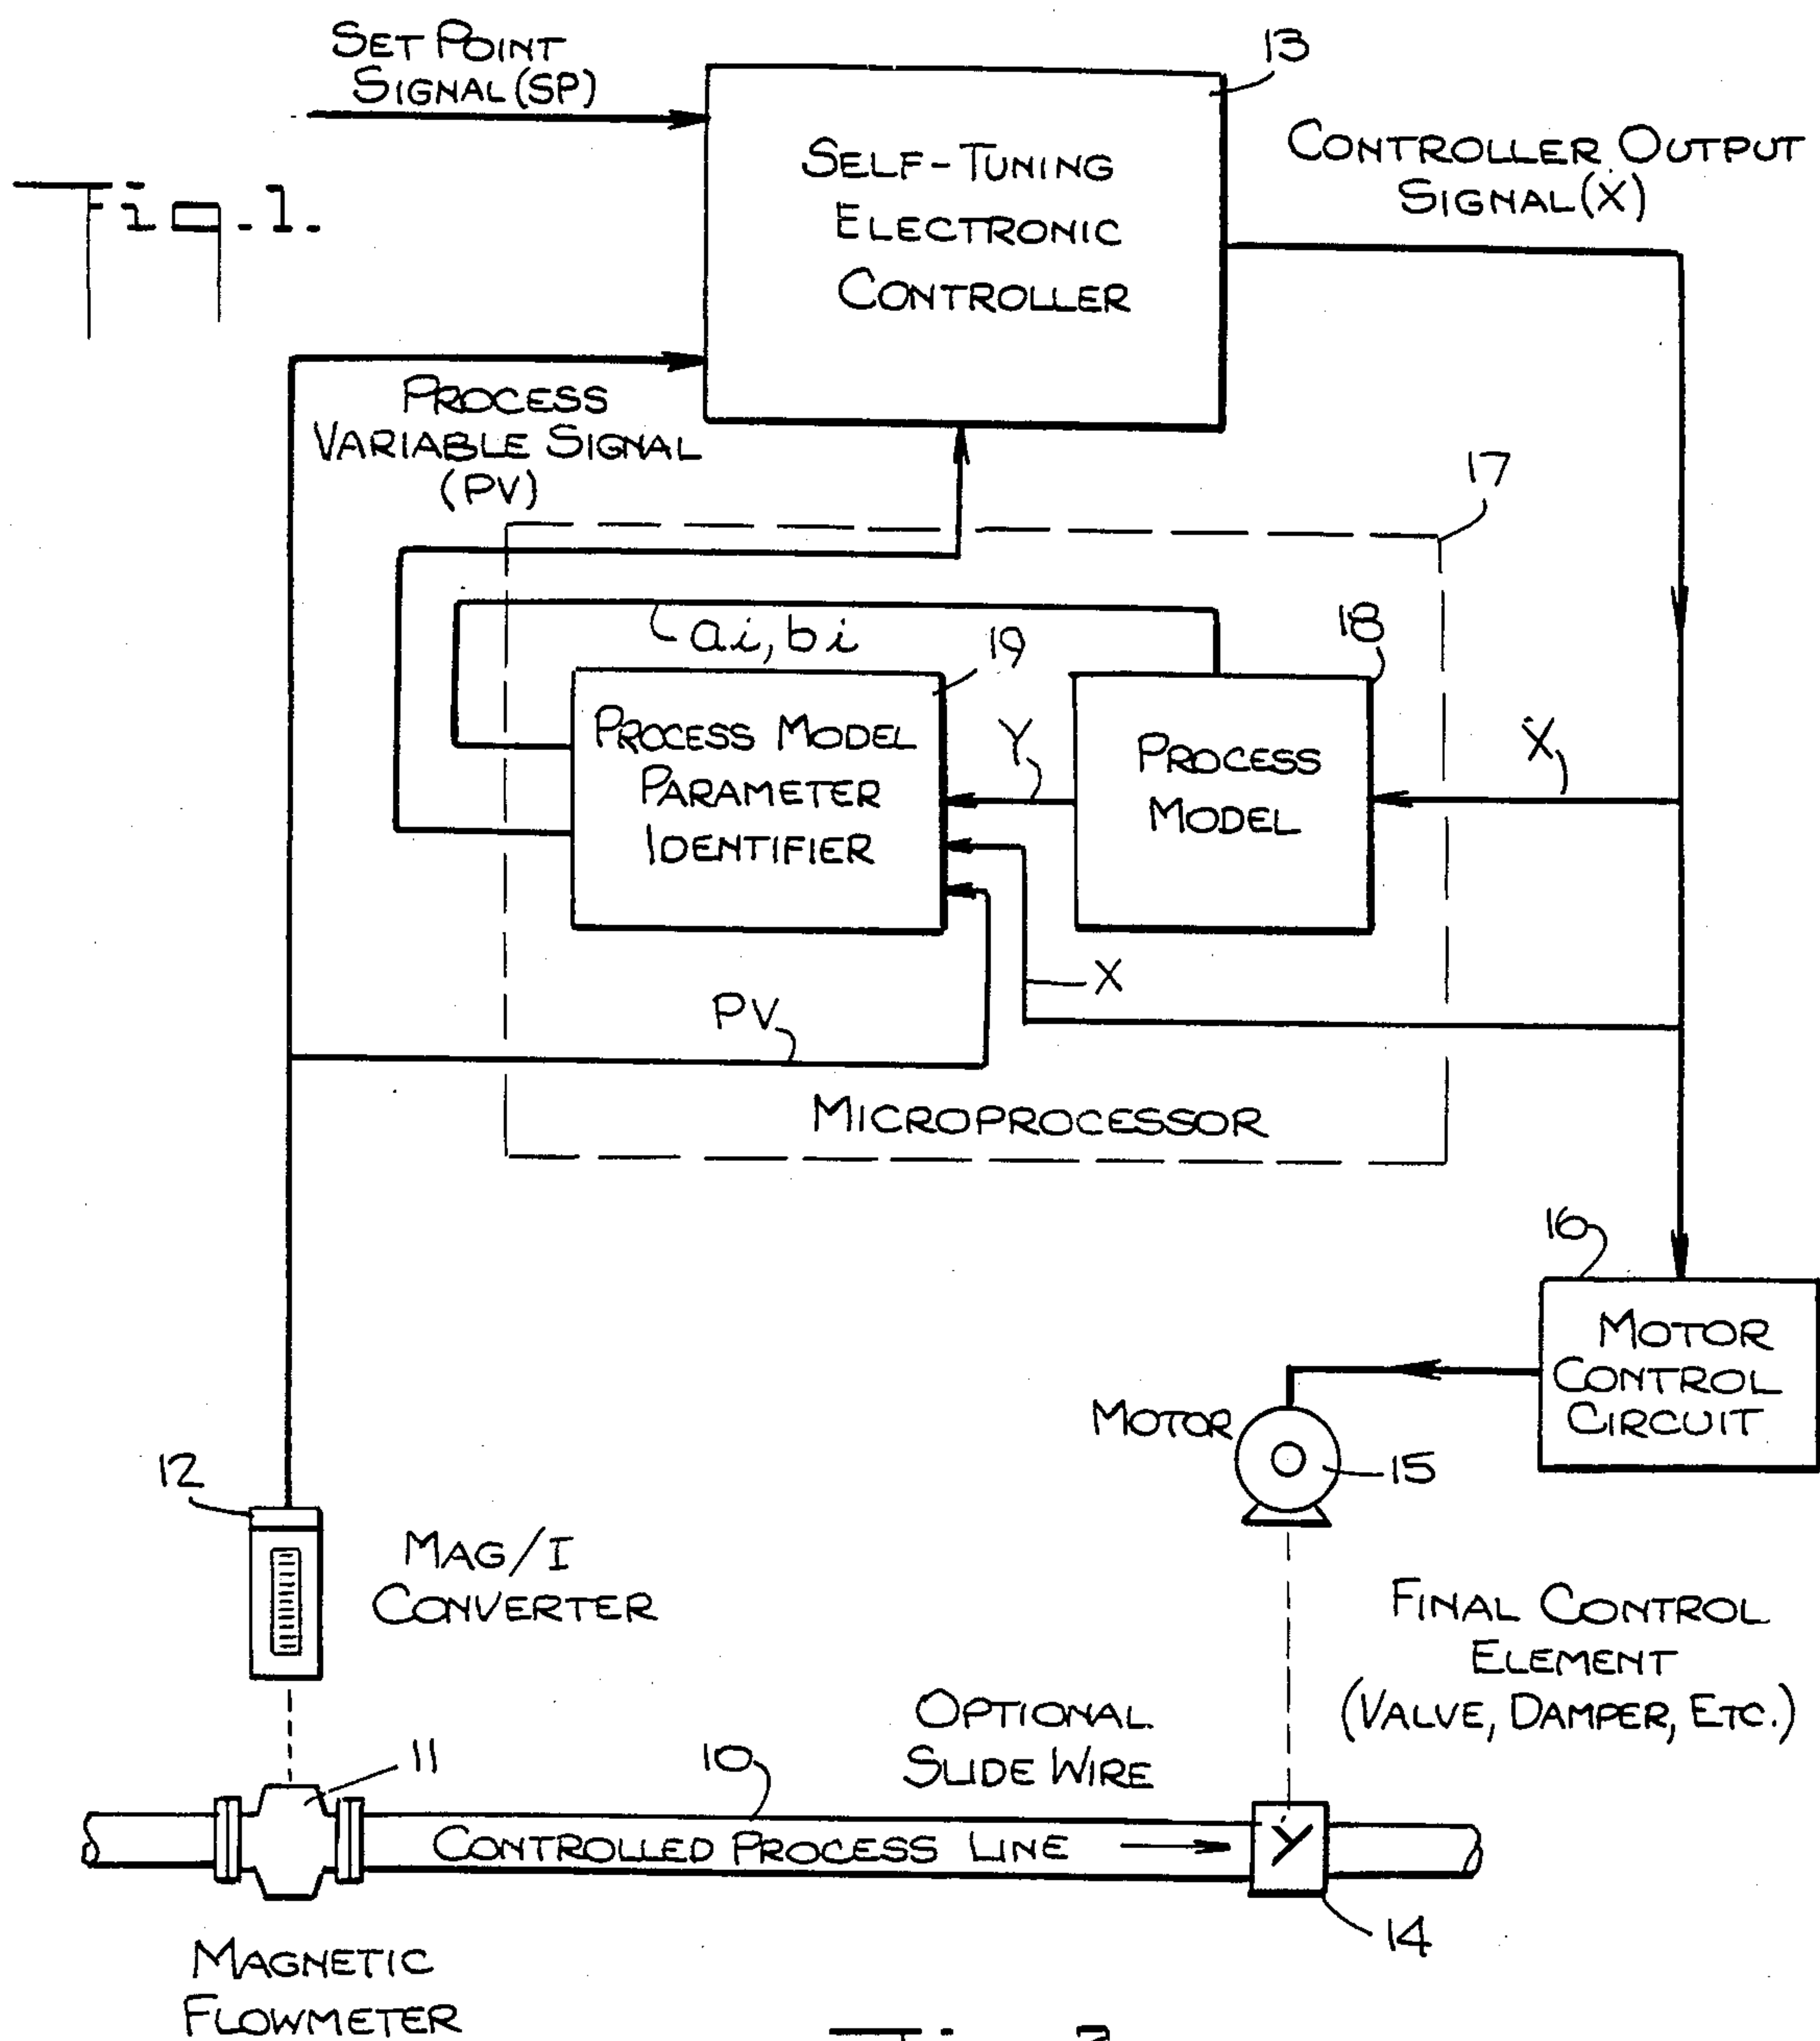 SET POINT
SIGNAL (SP)
13
Fig. 1.
SELF-TUNING
ELECTRONIC
CONTROLLER
CONTROLLER OUTPUT
SIGNAL (X)
PROCESS
VARIABLE SIGNAL
(PV)
17
ai, bi
19
18
PROCESS MODEL
PARAMETER
IDENTIFIER
Y
PROCESS
MODEL
X
X
PV
MICROPROCESSOR
16
MOTOR
CONTROL
CIRCUIT
MOTOR
15
12
MAG/I
CONVERTER
FINAL CONTROL
ELEMENT
(VALVE, DAMPER, ETC.)
OPTIONAL
SLIDE WIRE
11
10
CONTROLLED PROCESS LINE
14
MAGNETIC
FLOWMETER